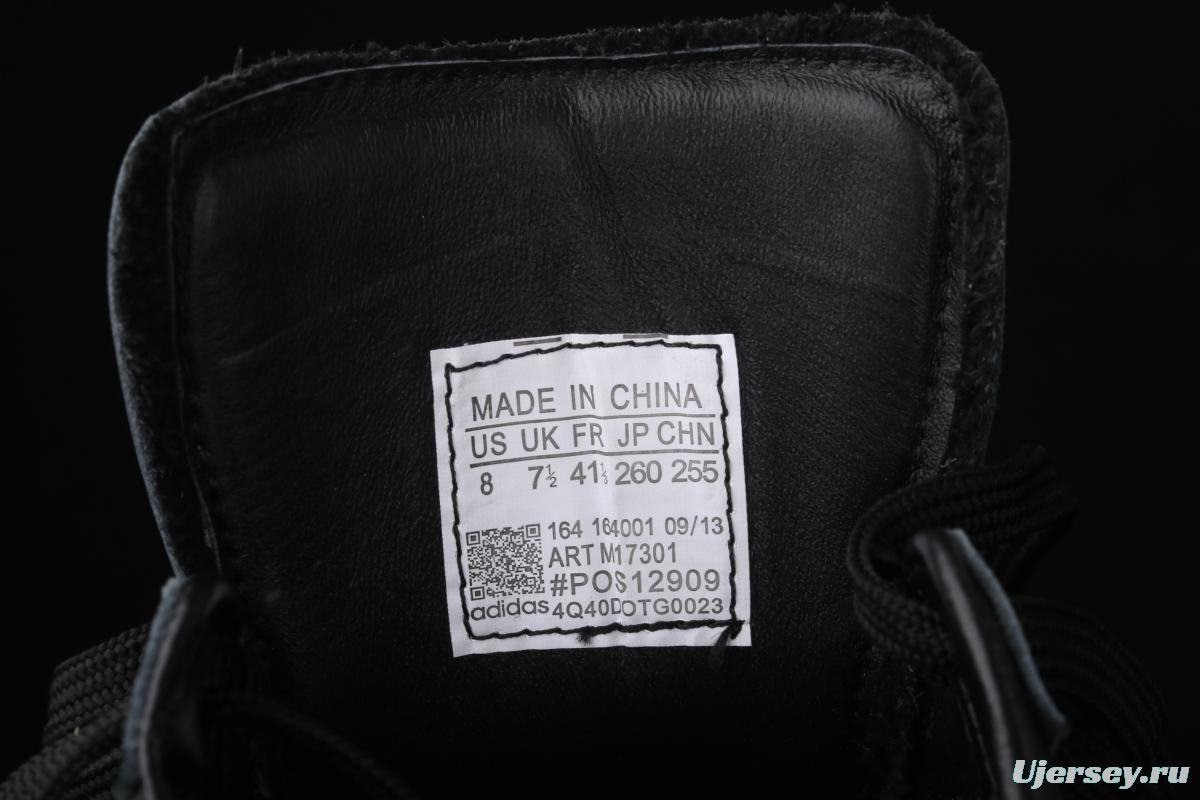 MADE IN CHINA
US UK FR JP CHN
8 7½ 41⅓ 260 255
164 164001 09/13
ART M17301
#POS12909
adidas 4Q40DOTG0023
Ujersey.ru